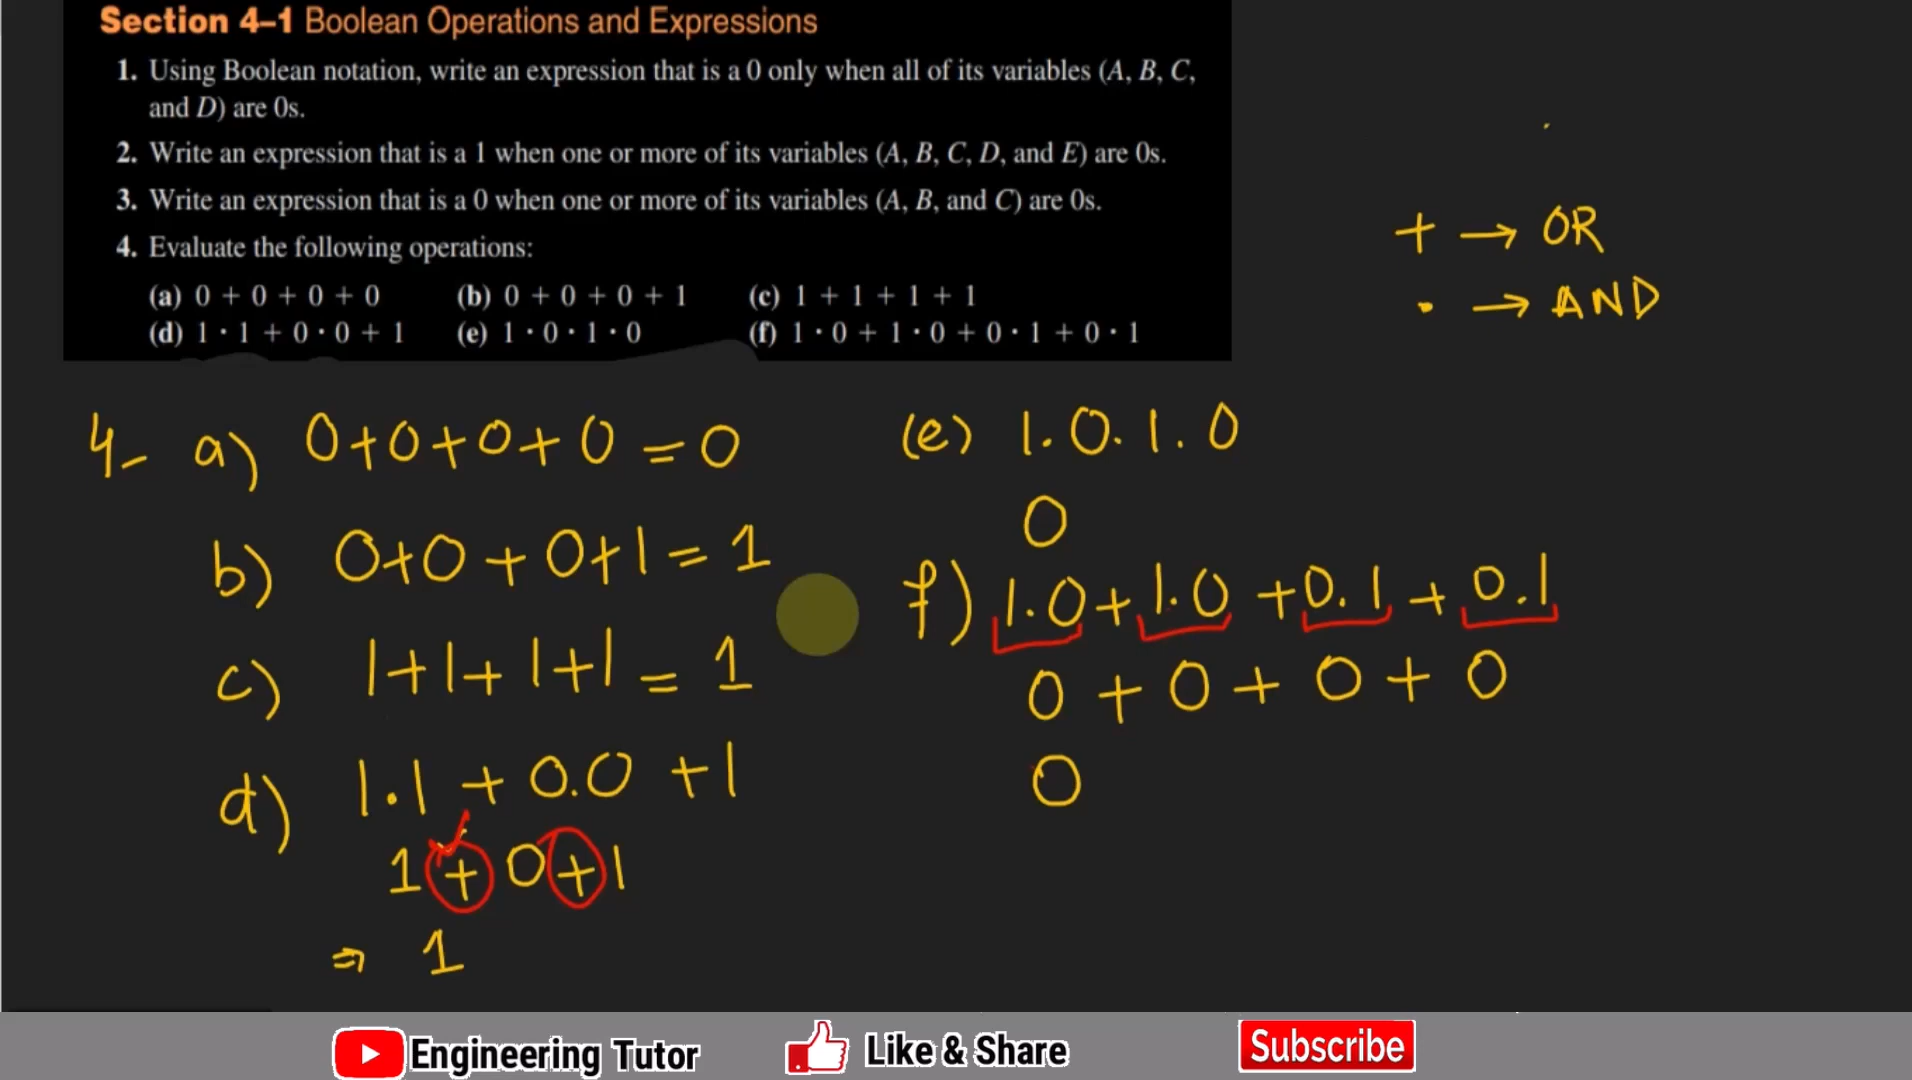 Section 4–1 Boolean Operations and Expressions
1. Using Boolean notation, write an expression that is a 0 only when all of its variables (A, B, C,
and D) are 0s.
2. Write an expression that is a 1 when one or more of its variables (A, B, C, D, and E) are 0s.
3. Write an expression that is a 0 when one or more of its variables (A, B, and C) are 0s.
4. Evaluate the following operations:
(a) 0 + 0 + 0 + 0 (b) 0 + 0 + 0 + 1 (c) 1 + 1 + 1 + 1
(d) 1 · 1 + 0 · 0 + 1 (e) 1 · 0 · 1 · 0 (f) 1 · 0 + 1 · 0 + 0 · 1 + 0 · 1
+ → OR
· → AND
4- a) 0+0+0+0 = 0
b) 0+0+0+1 = 1
c) 1+1+1+1 = 1
d) 1.1 + 0.0 + 1
1 + 0 + 1
⇒ 1
(e) 1.0.1.0
0
f) 1.0 + 1.0 + 0.1 + 0.1
0 + 0 + 0 + 0
0
Engineering Tutor Like & Share Subscribe